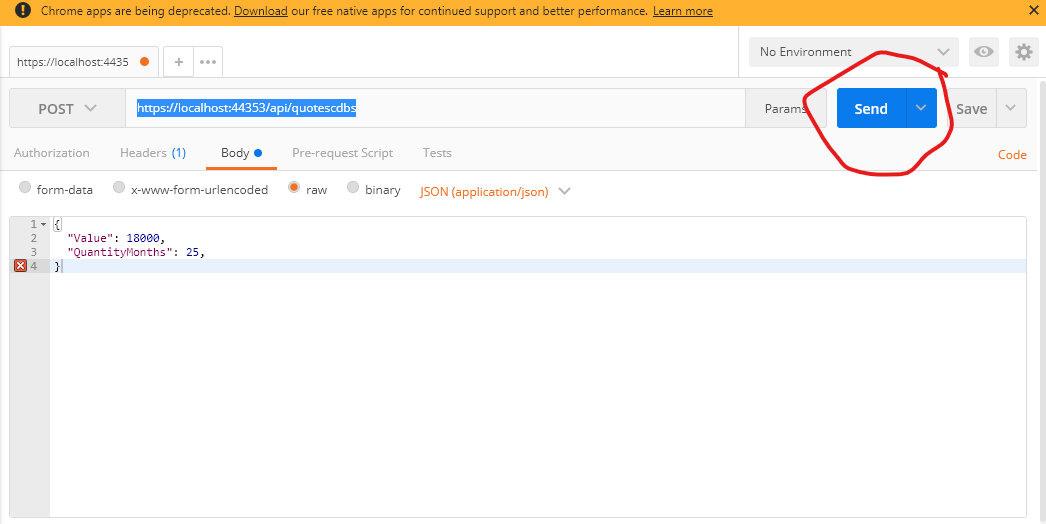 Chrome apps are being deprecated. Download our free native apps for continued support and better performance. Learn more
https://localhost:4435
No Environment
POST https://localhost:44353/api/quotescdbs Params Send Save
Authorization Headers (1) Body Pre-request Script Tests Code
form-data x-www-form-urlencoded raw binary JSON (application/json)
1 {
2 "Value": 18000,
3 "QuantityMonths": 25,
4 }